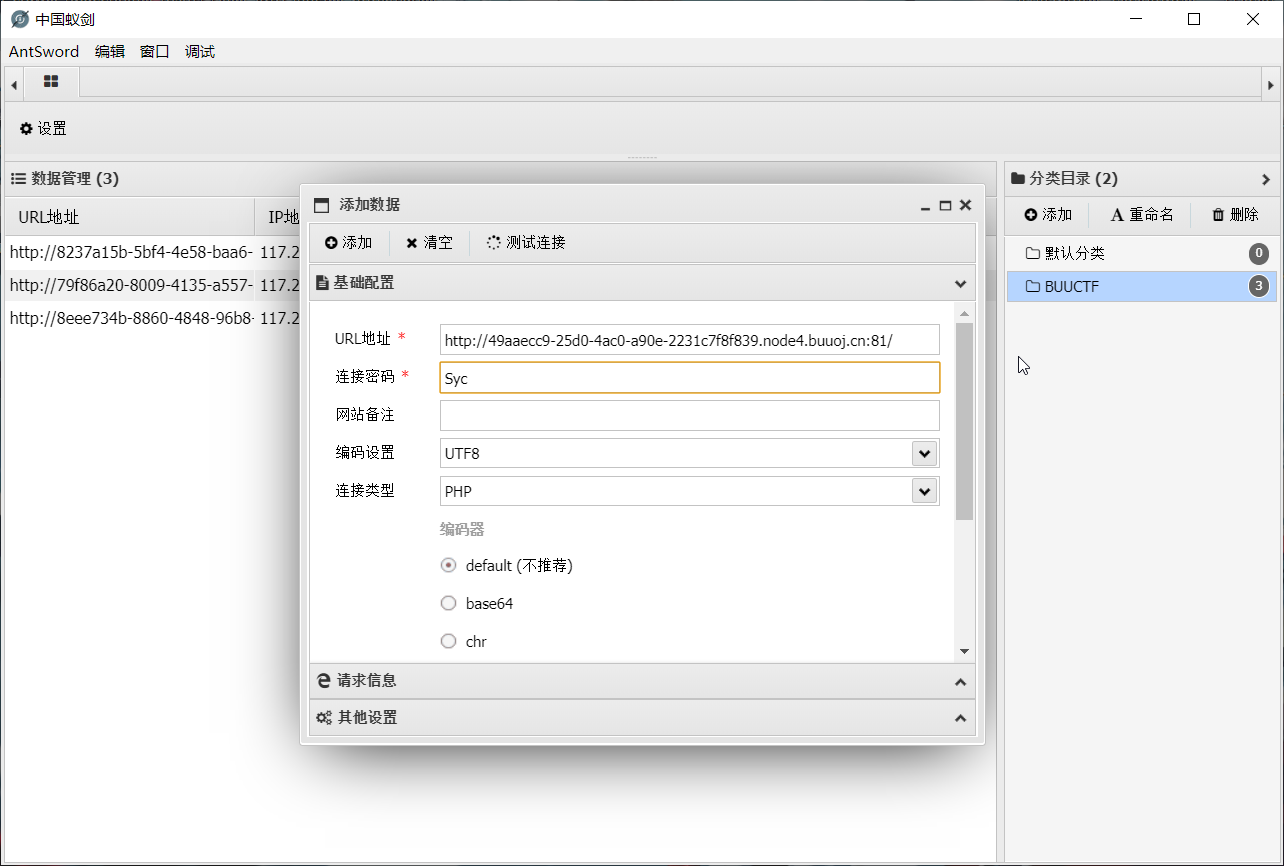 中国蚁剑
AntSword 编辑 窗口 调试
设置
数据管理 (3)
URL地址 IP地
http://8237a15b-5bf4-4e58-baa6- 117.2
http://79f86a20-8009-4135-a557- 117.2
http://8eee734b-8860-4848-96b8- 117.2
添加数据
添加 清空 测试连接
基础配置
URL地址 * http://49aaecc9-25d0-4ac0-a90e-2231c7f8f839.node4.buuoj.cn:81/
连接密码 * Syc
网站备注
编码设置 UTF8
连接类型 PHP
编码器
default (不推荐)
base64
chr
请求信息
其他设置
分类目录 (2)
添加 A 重命名 删除
默认分类 0
BUUCTF 3